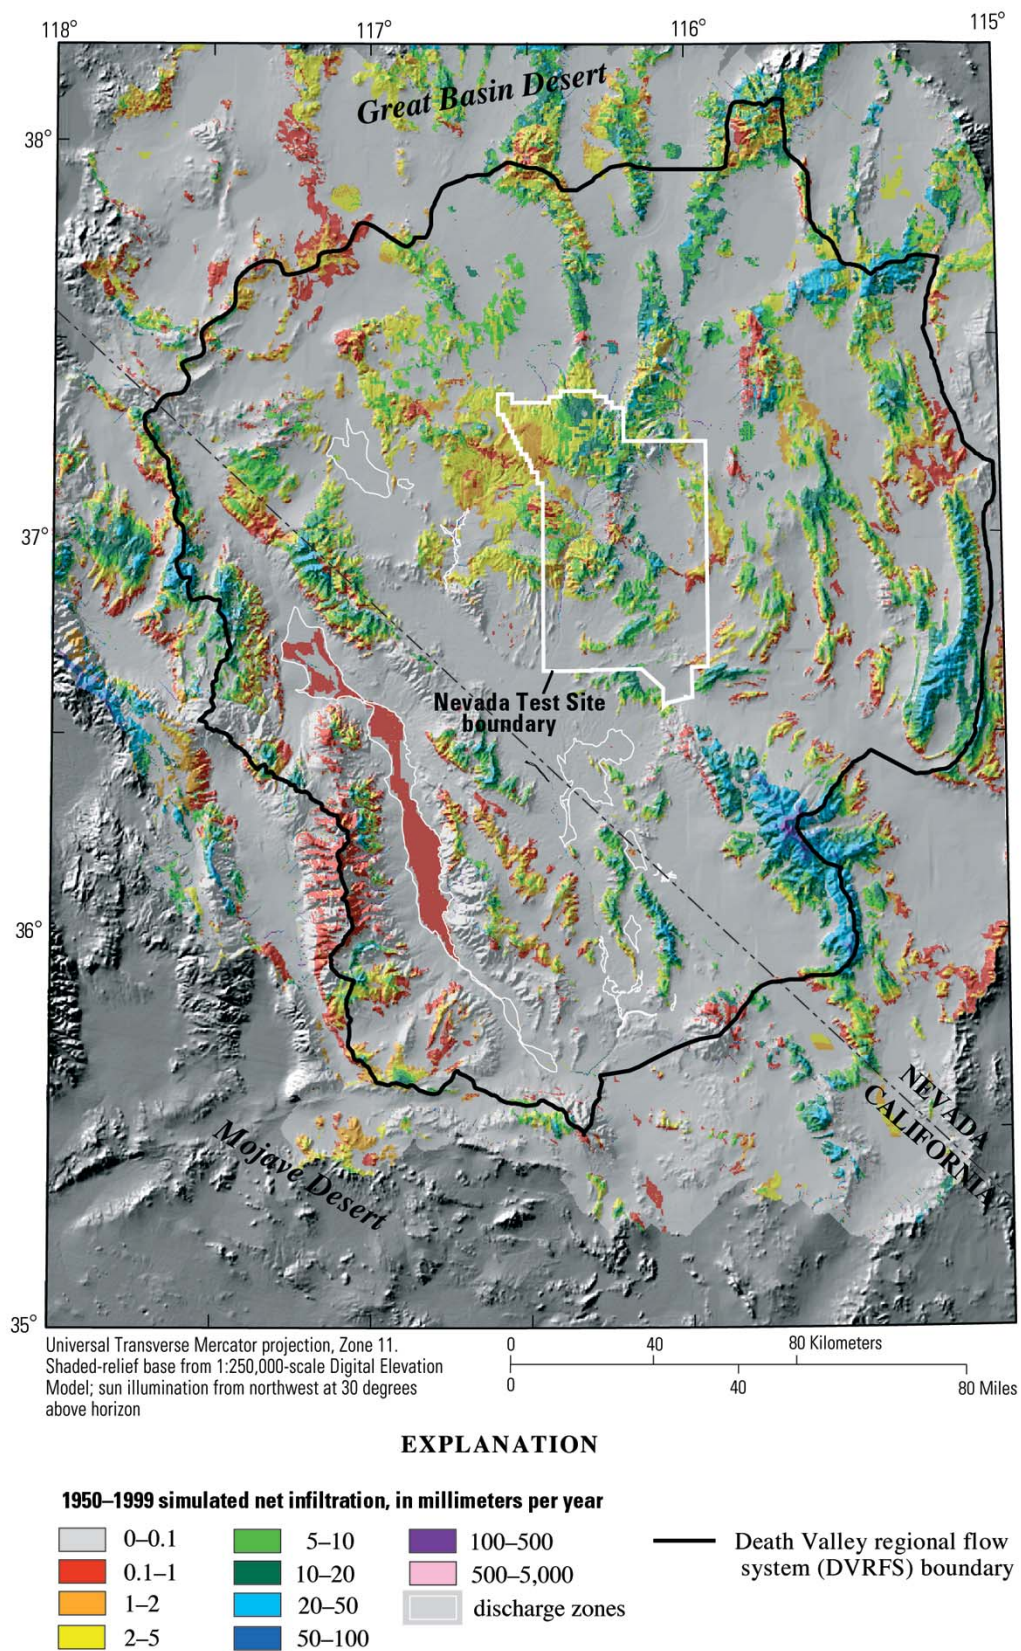 118°
117°
116°
115°
Great Basin Desert
38°
37°
Nevada Test Site
boundary
36°
NEVADA
CALIFORNIA
Mojave Desert
35°
Universal Transverse Mercator projection, Zone 11.
Shaded-relief base from 1:250,000-scale Digital Elevation
Model; sun illumination from northwest at 30 degrees
above horizon
0 40 80 Kilometers
0 40 80 Miles
EXPLANATION
1950–1999 simulated net infiltration, in millimeters per year
0–0.1
0.1–1
1–2
2–5
5–10
10–20
20–50
50–100
100–500
500–5,000
discharge zones
Death Valley regional flow
system (DVRFS) boundary